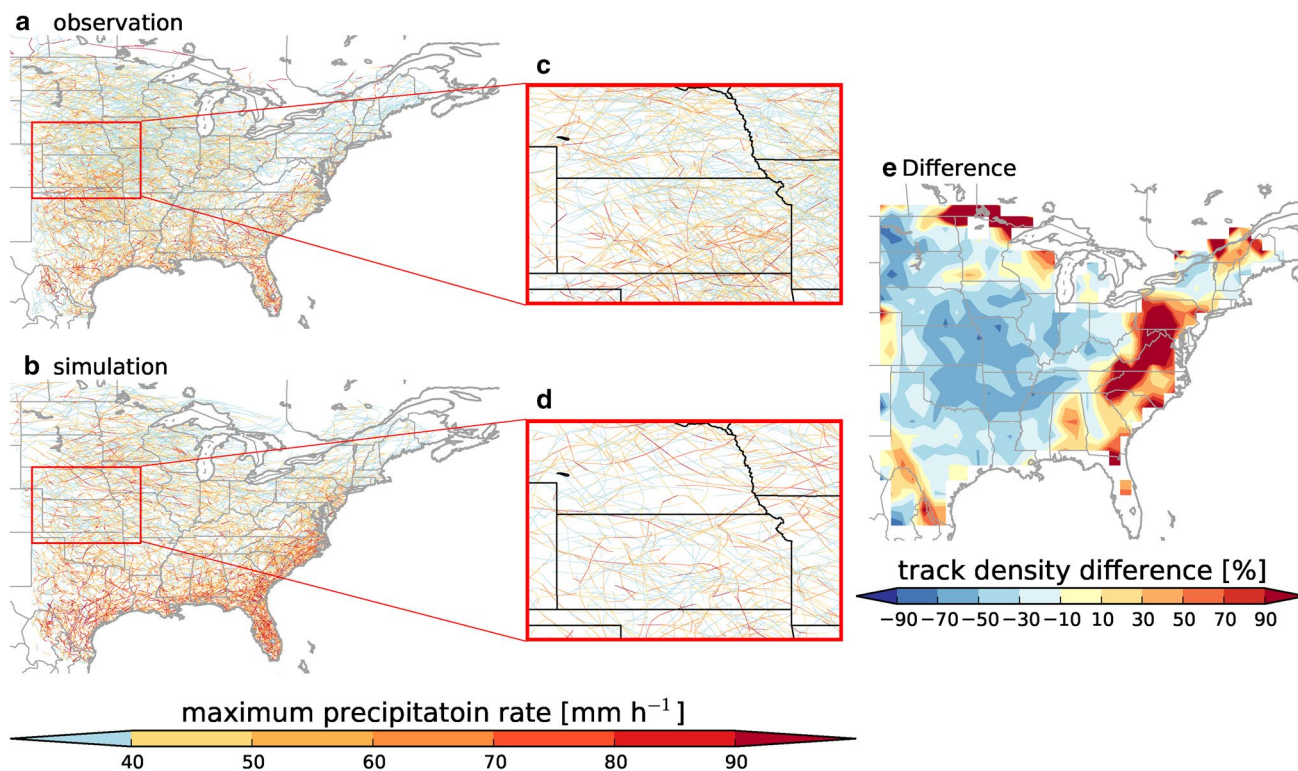 a observation
c
e Difference
b simulation
d
track density difference [%]
−90 −70 −50 −30 −10 10 30 50 70 90
maximum precipitatoin rate [mm h⁻¹]
40 50 60 70 80 90